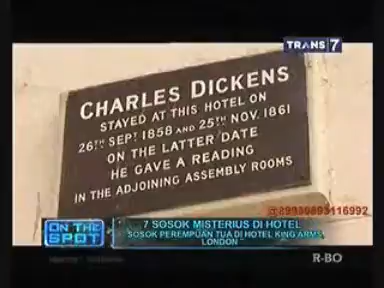 TRANS7
CHARLES DICKENS
STAYED AT THIS HOTEL ON
26TH SEPT 1858 AND 25TH NOV. 1861
ON THE LATTER DATE
HE GAVE A READING
IN THE ADJOINING ASSEMBLY ROOMS
ON THE SPOT
7 SOSOK MISTERIUS DI HOTEL
SOSOK PEREMPUAN TUA DI HOTEL KING ARMS,
LONDON
R-BO